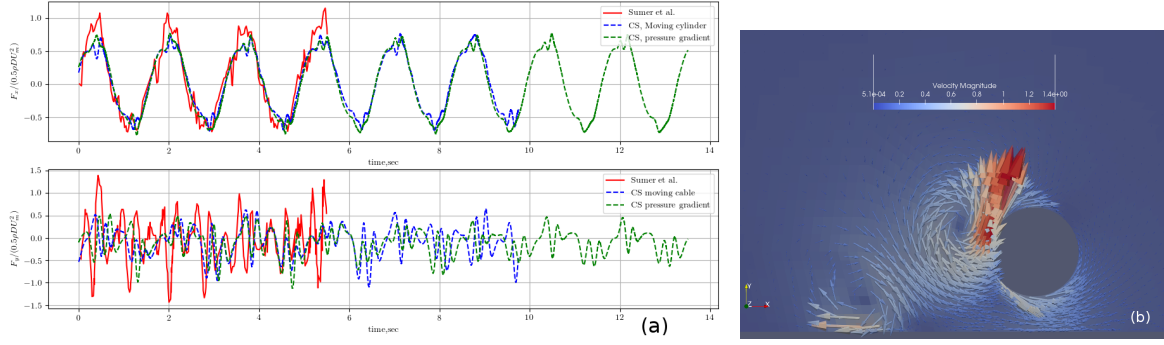 Sumer et al.
CS, Moving cylinder
CS, pressure gradient
1.0
0.5
0.0
−0.5
F_x/(0.5ρDU_m^2)
0 2 4 6 8 10 12 14
time,sec
Sumer et al.
CS moving cable
CS pressure gradient
1.5
1.0
0.5
0.0
−0.5
−1.0
−1.5
F_y/(0.5ρDU_m^2)
0 2 4 6 8 10 12 14
time,sec
(a)
Velocity Magnitude
5.1e-04 0.2 0.4 0.6 0.8 1 1.4e+00
Y
Z X
(b)